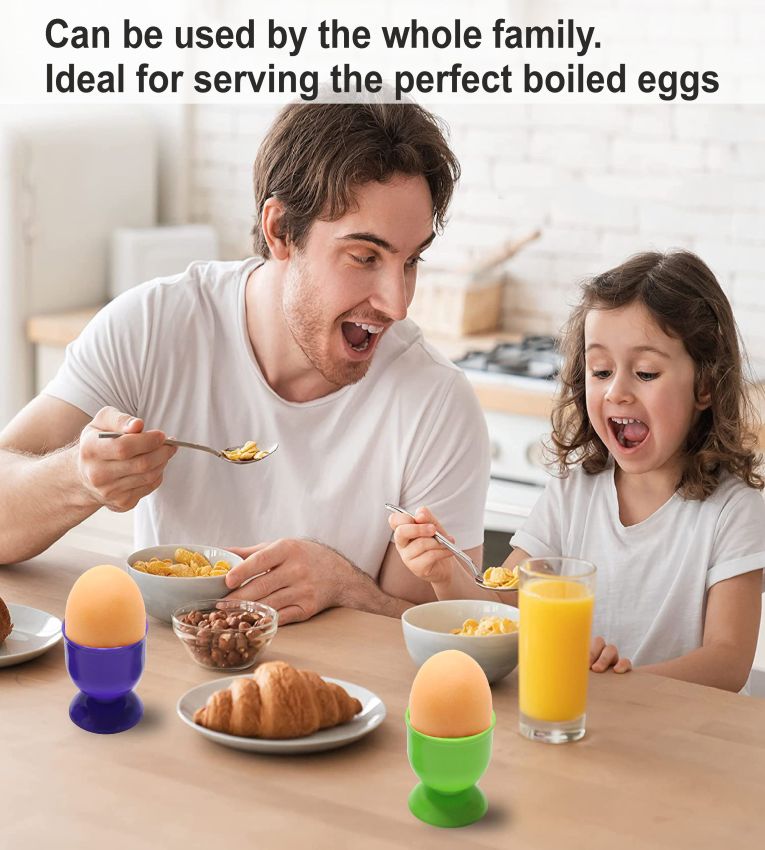 Can be used by the whole family.
Ideal for serving the perfect boiled eggs